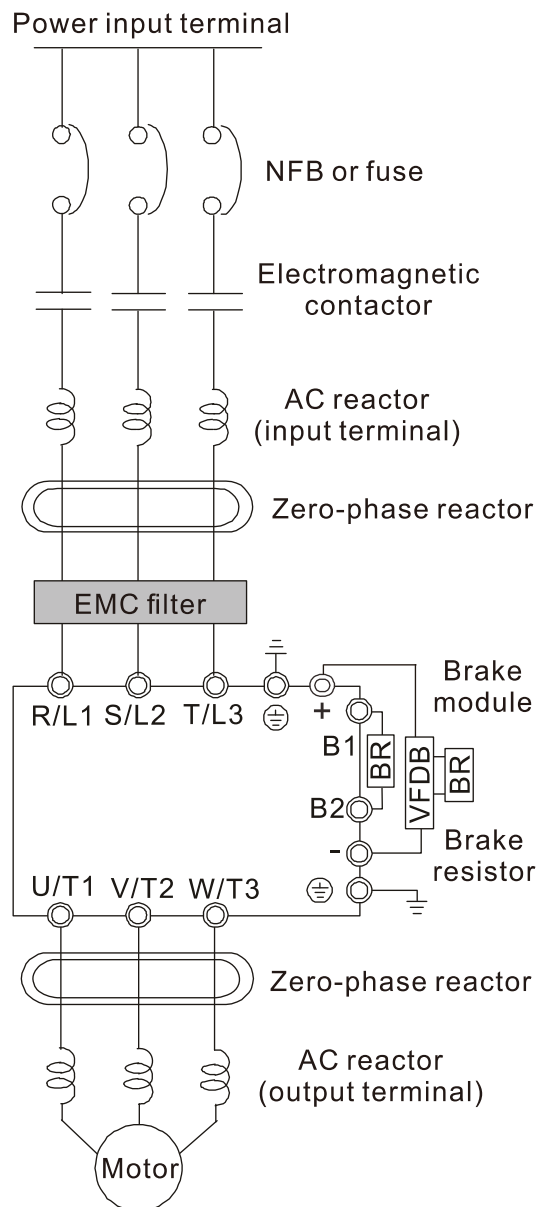 Power input terminal
NFB or fuse
Electromagnetic
contactor
AC reactor
(input terminal)
Zero-phase reactor
EMC filter
R/L1 S/L2 T/L3
+
Brake
module
B1
BR
VFDB
BR
B2
-
Brake
resistor
U/T1 V/T2 W/T3
Zero-phase reactor
AC reactor
(output terminal)
Motor